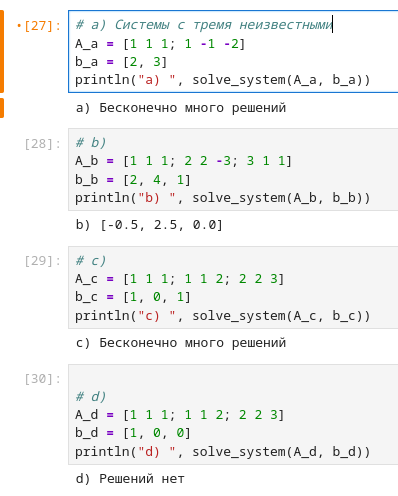 [27]:
# a) Системы с тремя неизвестными
A_a = [1 1 1; 1 -1 -2]
b_a = [2, 3]
println("a) ", solve_system(A_a, b_a))
a) Бесконечно много решений
[28]:
# b)
A_b = [1 1 1; 2 2 -3; 3 1 1]
b_b = [2, 4, 1]
println("b) ", solve_system(A_b, b_b))
b) [-0.5, 2.5, 0.0]
[29]:
# c)
A_c = [1 1 1; 1 1 2; 2 2 3]
b_c = [1, 0, 1]
println("c) ", solve_system(A_c, b_c))
c) Бесконечно много решений
[30]:
# d)
A_d = [1 1 1; 1 1 2; 2 2 3]
b_d = [1, 0, 0]
println("d) ", solve_system(A_d, b_d))
d) Решений нет